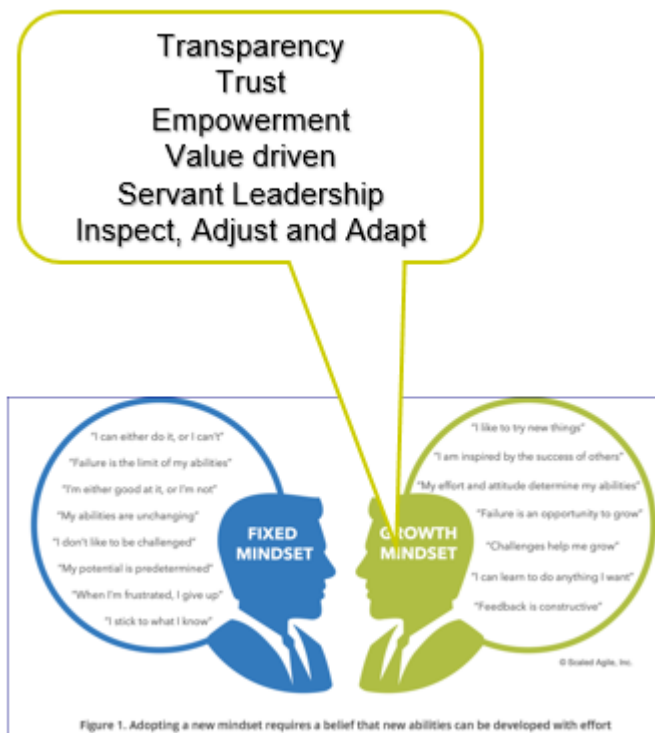 Transparency
Trust
Empowerment
Value driven
Servant Leadership
Inspect, Adjust and Adapt
"I can either do it, or I can't"
"Failure is the limit of my abilities"
"I'm either good at it, or I'm not"
"My abilities are unchanging"
"I don't like to be challenged"
"My potential is predetermined"
"When I'm frustrated, I give up"
"I stick to what I know"
FIXED
MINDSET
GROWTH
MINDSET
"I like to try new things"
"I am inspired by the success of others"
"My effort and attitude determine my abilities"
"Failure is an opportunity to grow"
"Challenges help me grow"
"I can learn to do anything I want"
"Feedback is constructive"
© Scaled Agile, Inc.
Figure 1. Adopting a new mindset requires a belief that new abilities can be developed with effort